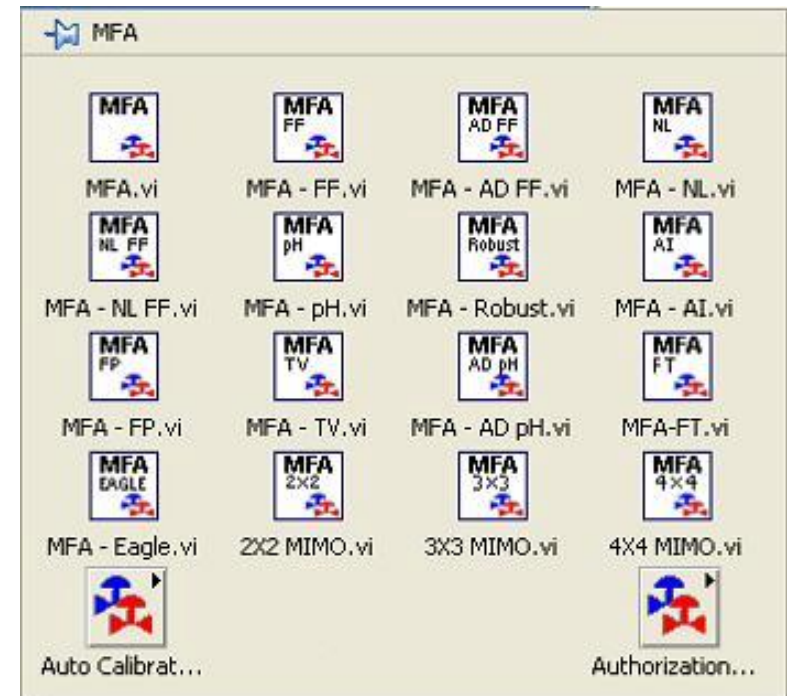 MFA
MFA MFA FF MFA AD FF MFA NL
MFA.vi MFA - FF.vi MFA - AD FF.vi MFA - NL.vi
MFA NL FF MFA pH MFA Robust MFA AI
MFA - NL FF.vi MFA - pH.vi MFA - Robust.vi MFA - AI.vi
MFA FP MFA TV MFA AD pH MFA FT
MFA - FP.vi MFA - TV.vi MFA - AD pH.vi MFA-FT.vi
MFA EAGLE MFA 2X2 MFA 3X3 MFA 4X4
MFA - Eagle.vi 2X2 MIMO.vi 3X3 MIMO.vi 4X4 MIMO.vi
Auto Calibrat... Authorization...